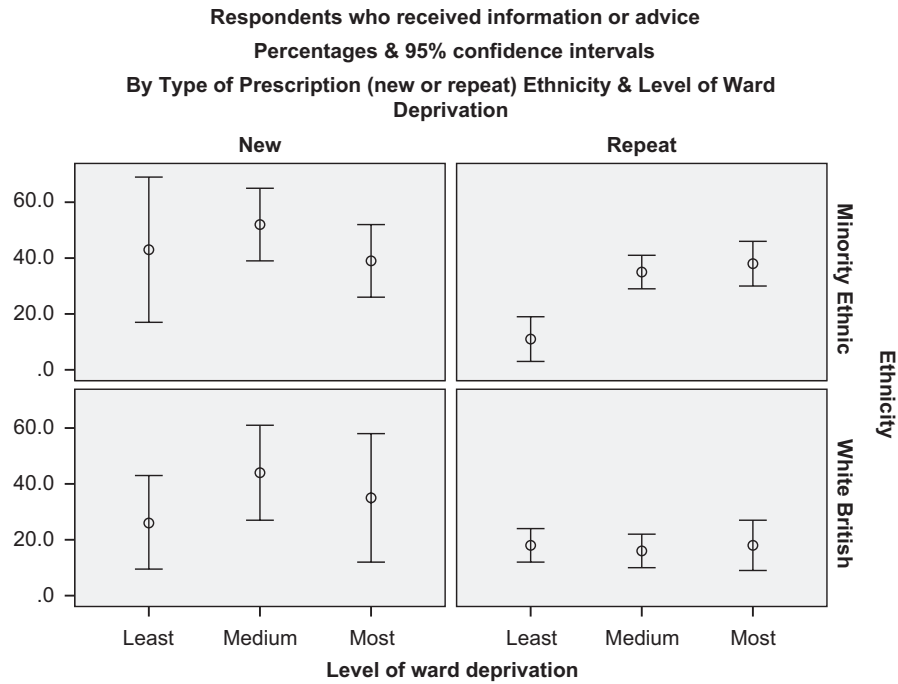 Respondents who received information or advice
Percentages & 95% confidence intervals
By Type of Prescription (new or repeat) Ethnicity & Level of Ward
Deprivation
New
Repeat
60.0
40.0
20.0
.0
Minority Ethnic
60.0
40.0
20.0
.0
White British
Ethnicity
Least
Medium
Most
Least
Medium
Most
Level of ward deprivation